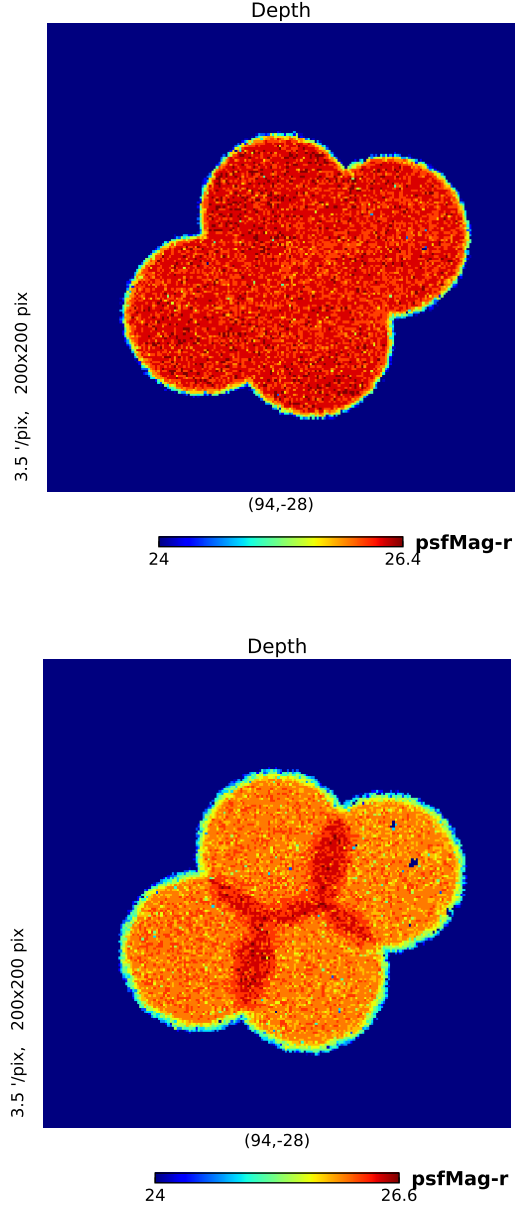 Depth
3.5 '/pix,    200x200 pix
(94,-28)
psfMag-r
24
26.4
Depth
3.5 '/pix,    200x200 pix
(94,-28)
psfMag-r
24
26.6